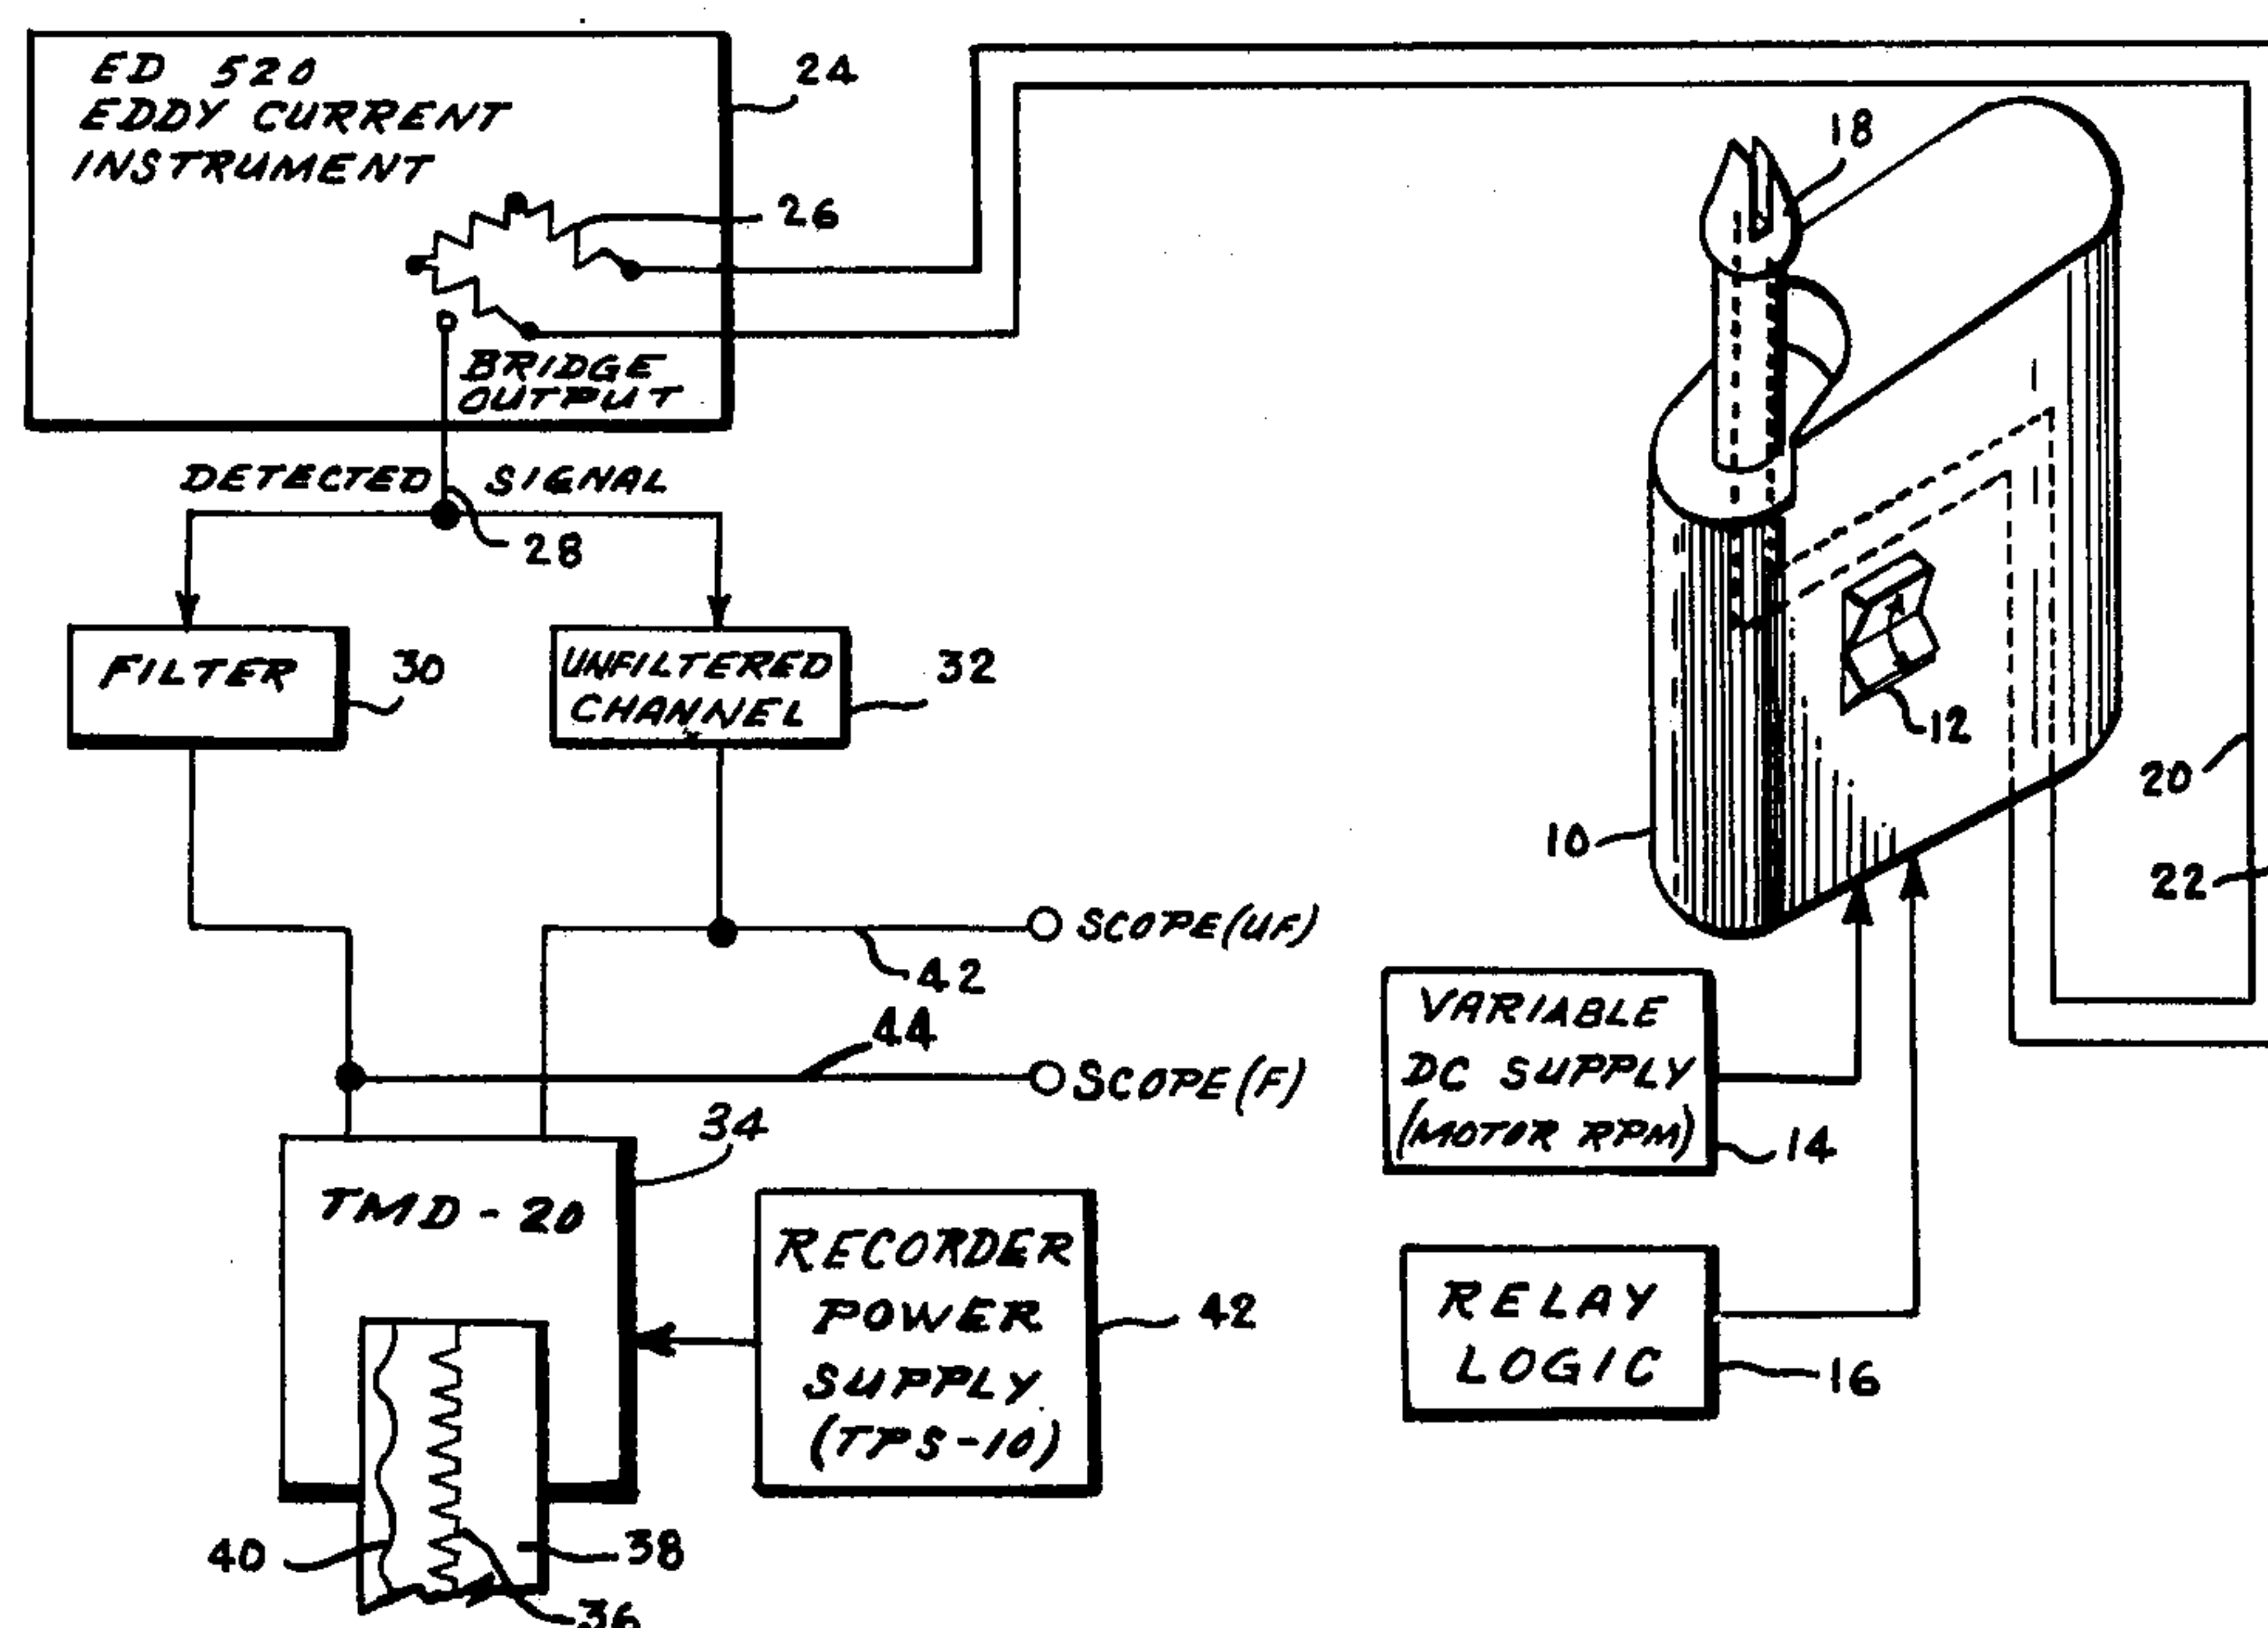 ED 520
EDDY CURRENT
INSTRUMENT
24
26
BRIDGE
OUTPUT
DETECTED SIGNAL
28
FILTER
30
UNFILTERED
CHANNEL
32
SCOPE(UF)
42
44
SCOPE(F)
34
TMD-20
RECORDER
POWER
SUPPLY
(TPS-10)
42
40
38
36
18
12
10
20
22
VARIABLE
DC SUPPLY
(MOTOR RPM)
14
RELAY
LOGIC
16